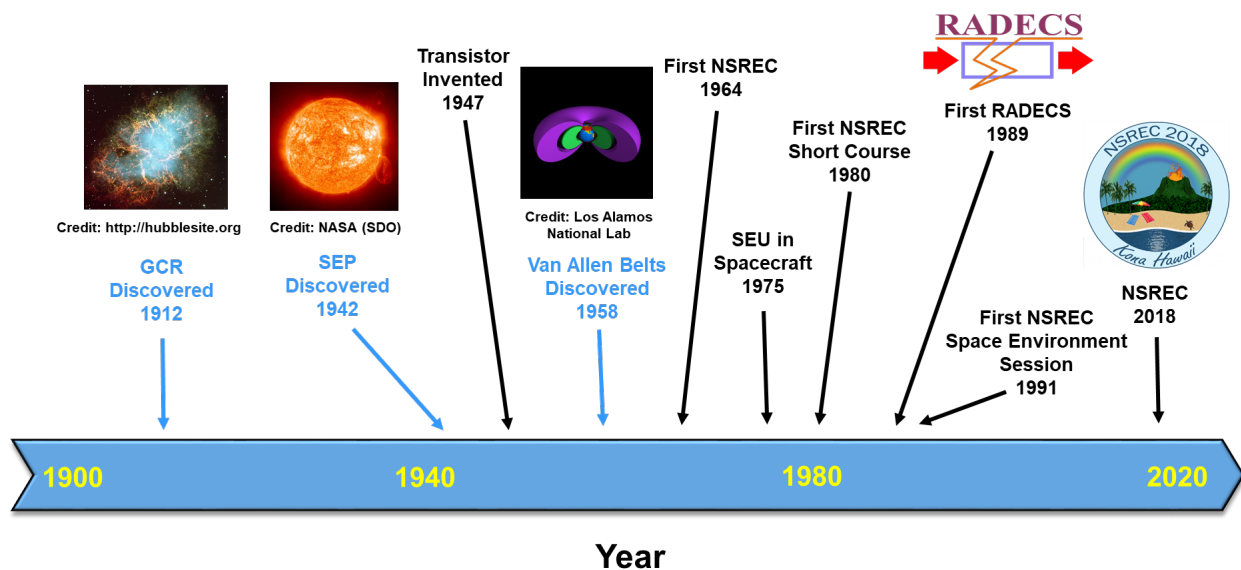 RADECS
Transistor
Invented
1947
First NSREC
1964
First RADECS
1989
First NSREC
Short Course
1980
NSREC 2018
Kona Hawaii
Credit: http://hubblesite.org
Credit: NASA (SDO)
Credit: Los Alamos
National Lab
GCR
Discovered
1912
SEP
Discovered
1942
Van Allen Belts
Discovered
1958
SEU in
Spacecraft
1975
NSREC
2018
First NSREC
Space Environment
Session
1991
1900
1940
1980
2020
Year